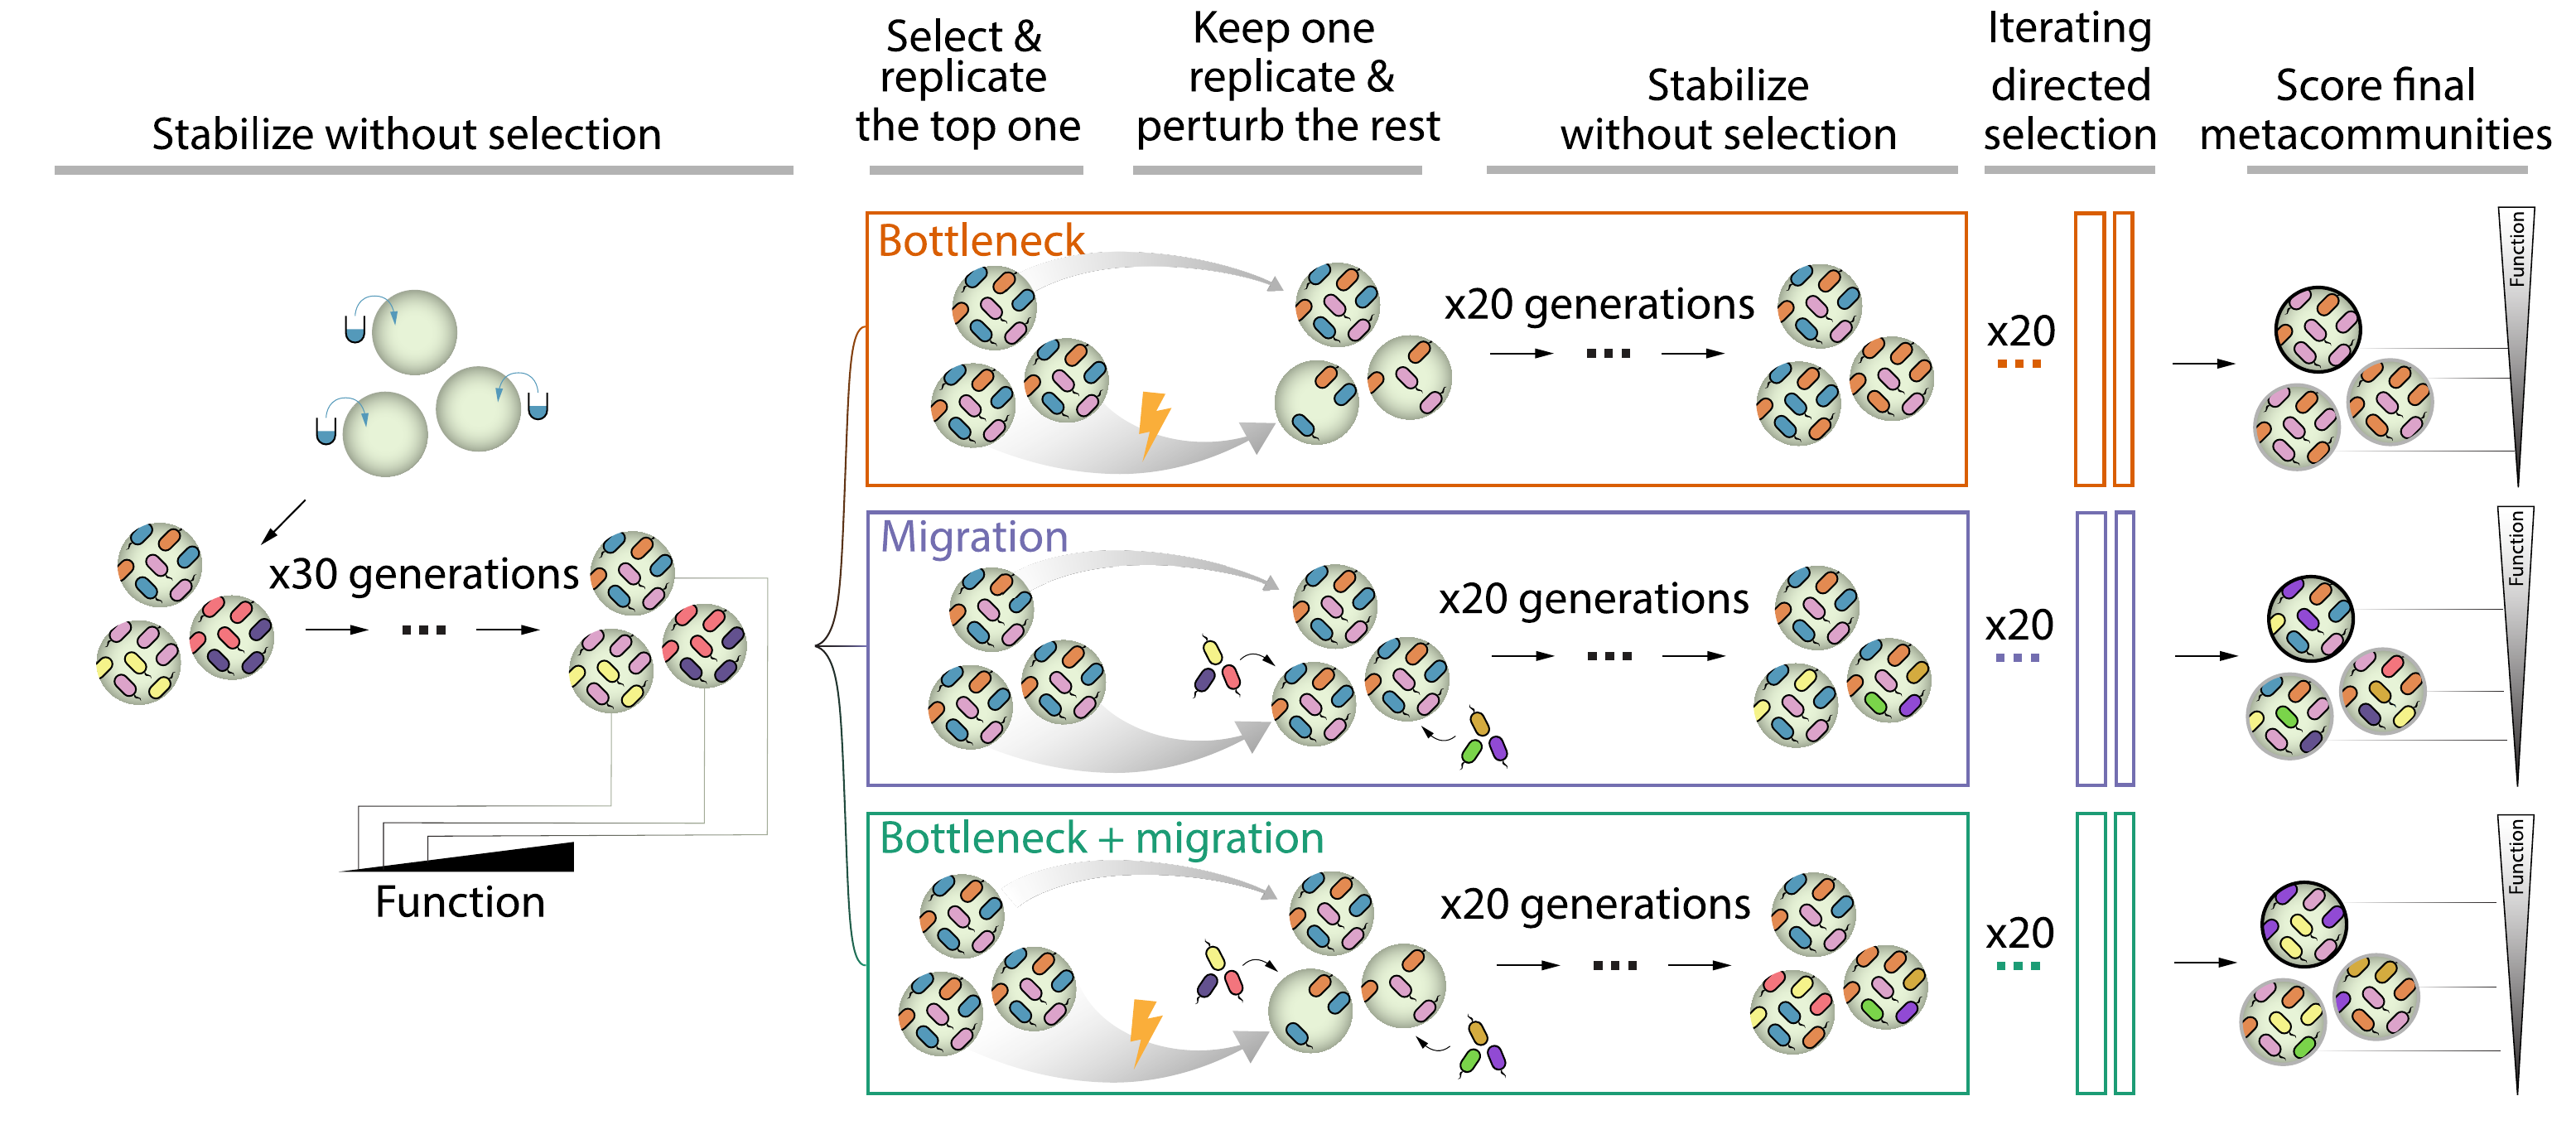 Stabilize without selection
Select &
replicate
the top one
Keep one
replicate &
perturb the rest
Stabilize
without selection
Iterating
directed
selection
Score final
metacommunities
x30 generations
Function
Bottleneck
x20 generations
x20
Function
Migration
x20 generations
x20
Function
Bottleneck + migration
x20 generations
x20
Function